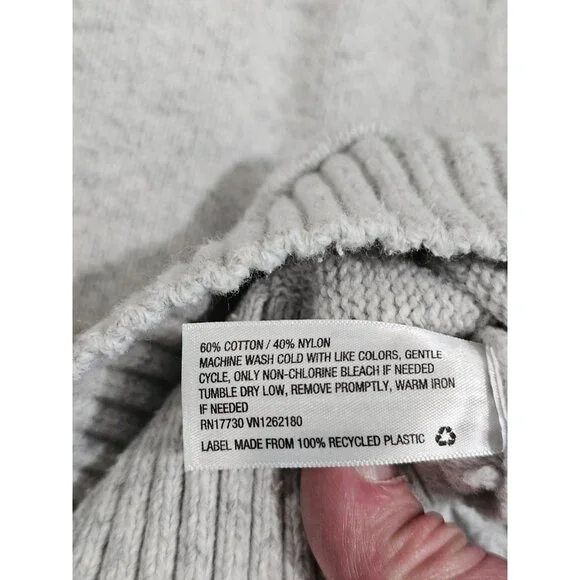 60% COTTON / 40% NYLON
MACHINE WASH COLD WITH LIKE COLORS, GENTLE
CYCLE, ONLY NON-CHLORINE BLEACH IF NEEDED
TUMBLE DRY LOW, REMOVE PROMPTLY, WARM IRON
IF NEEDED
RN17730 VN1262180
LABEL MADE FROM 100% RECYCLED PLASTIC